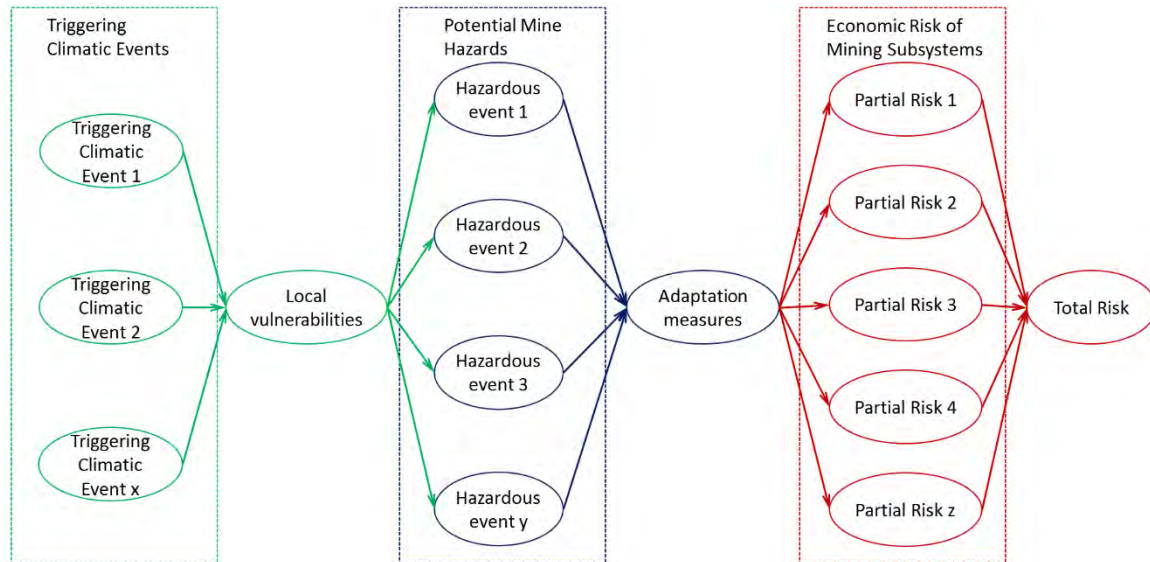 Triggering
Climatic Events
Triggering
Climatic
Event 1
Triggering
Climatic
Event 2
Triggering
Climatic
Event x
Local
vulnerabilities
Potential Mine
Hazards
Hazardous
event 1
Hazardous
event 2
Hazardous
event 3
Hazardous
event y
Adaptation
measures
Economic Risk of
Mining Subsystems
Partial Risk 1
Partial Risk 2
Partial Risk 3
Partial Risk 4
Partial Risk z
Total Risk